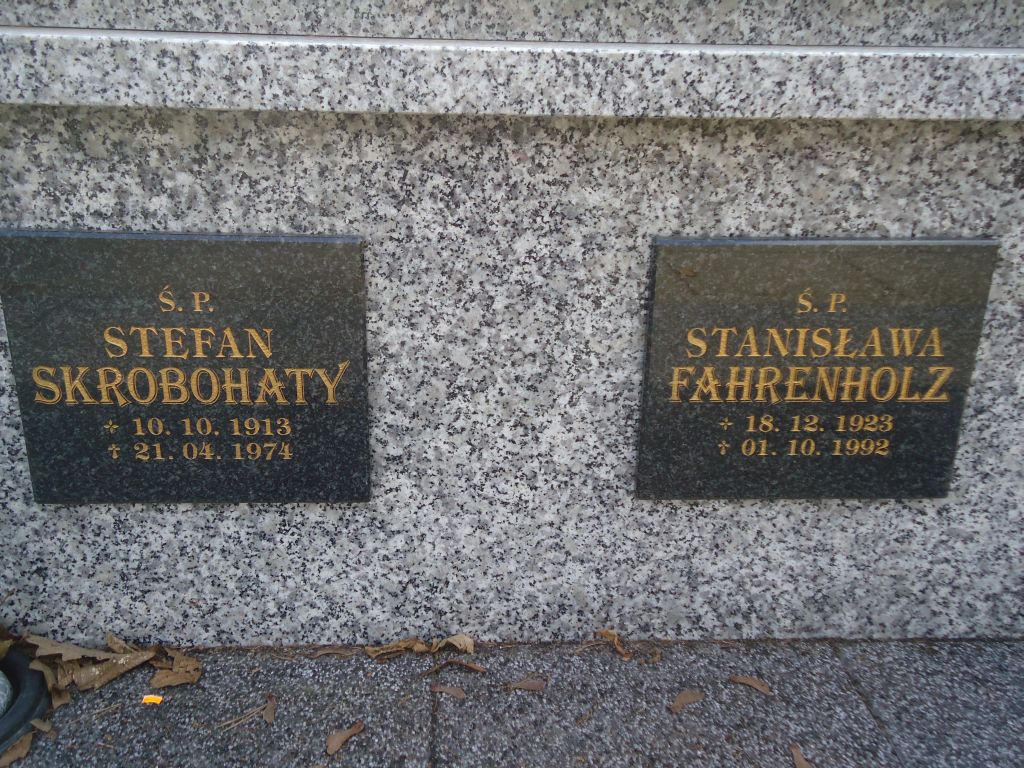 Ś. P.
STEFAN
SKROBOHATY
✢ 10. 10. 1913
✝ 21. 04. 1974
Ś. P.
STANISŁAWA
FAHRENHOLZ
✢ 18. 12. 1923
✝ 01. 10. 1992